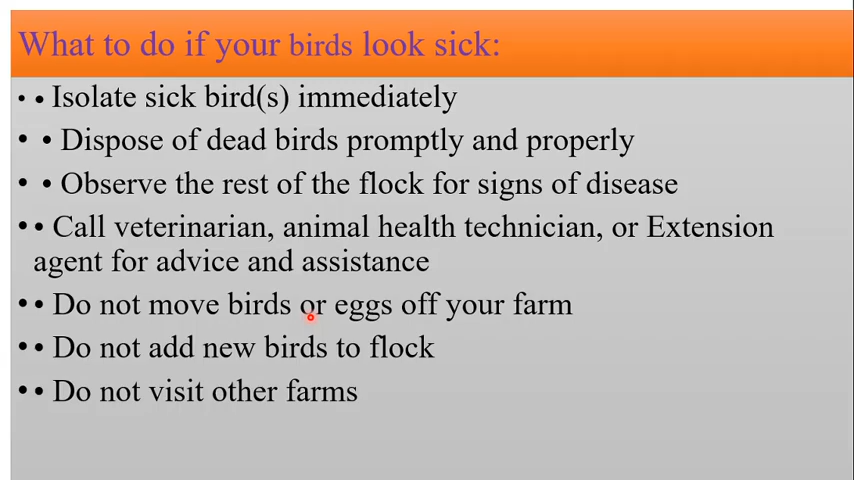 What to do if your birds look sick:
• • Isolate sick bird(s) immediately
• • Dispose of dead birds promptly and properly
• • Observe the rest of the flock for signs of disease
• • Call veterinarian, animal health technician, or Extension
agent for advice and assistance
• • Do not move birds or eggs off your farm
• • Do not add new birds to flock
• • Do not visit other farms